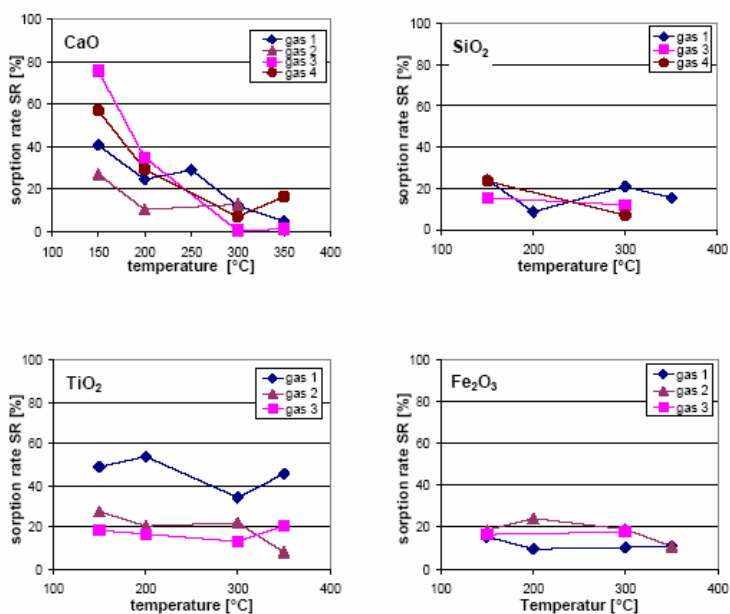 CaO
gas 1
gas 2
gas 3
gas 4
sorption rate SR [%]
100
80
60
40
20
0
100 150 200 250 300 350 400
temperature [°C]
SiO₂
gas 1
gas 3
gas 4
sorption rate SR [%]
100
80
60
40
20
0
100 200 300 400
temperature [°C]
TiO₂
gas 1
gas 2
gas 3
sorption rate SR [%]
100
80
60
40
20
0
100 200 300 400
temperature [°C]
Fe₂O₃
gas 1
gas 2
gas 3
sorption rate SR [%]
100
80
60
40
20
0
100 200 300 400
Temperatur [°C]